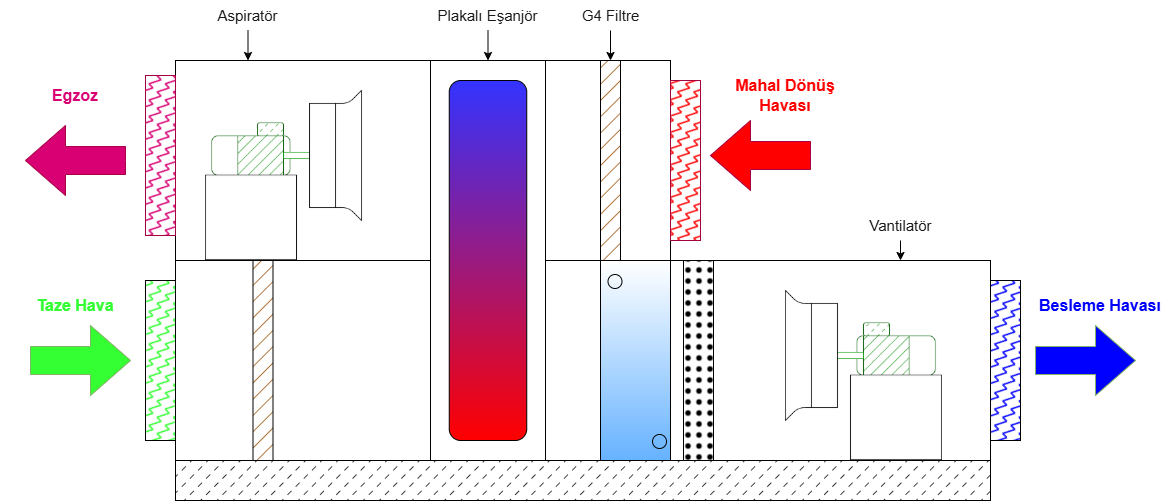 Aspiratör
Plakalı Eşanjör
G4 Filtre
Egzoz
Mahal Dönüş
Havası
Vantilatör
Taze Hava
Besleme Havası